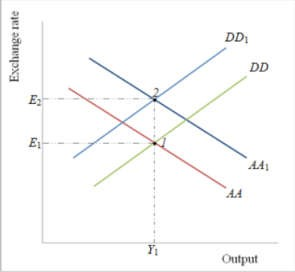 Exchange rate
DD1
DD
2
E2
E1
1
AA1
AA
Y1
Output